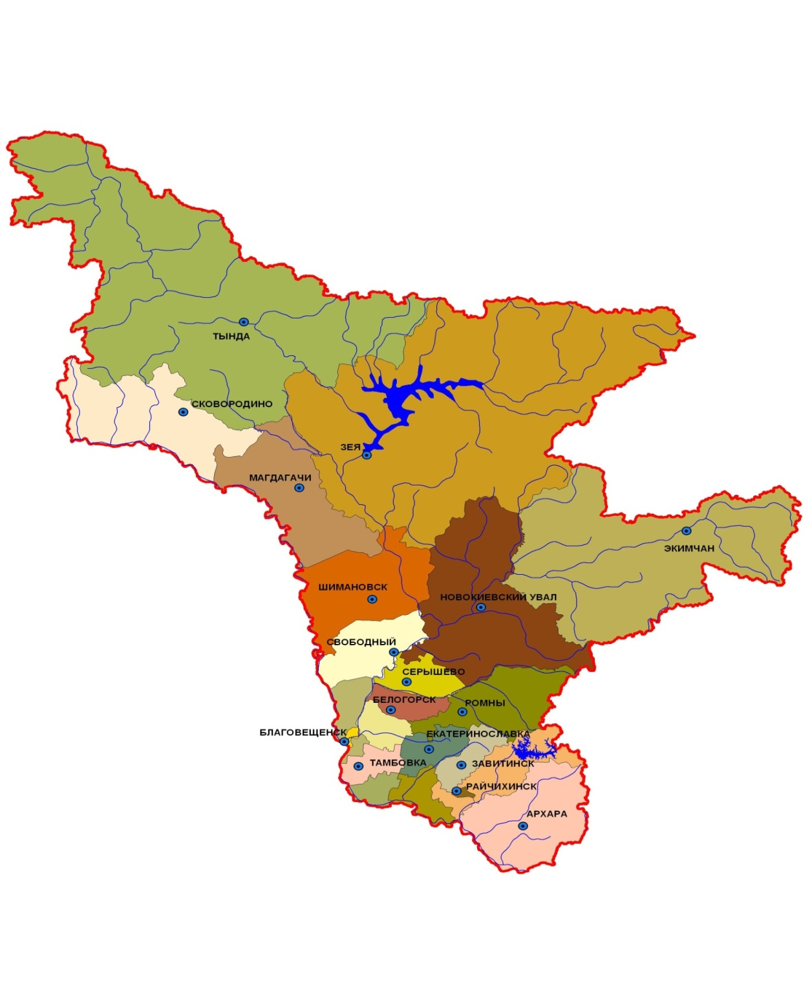 ТЫНДА
СКОВОРОДИНО
ЗЕЯ
МАГДАГАЧИ
ЭКИМЧАН
ШИМАНОВСК
НОВОКИЕВСКИЙ УВАЛ
СВОБОДНЫЙ
СЕРЫШЕВО
БЕЛОГОРСК
РОМНЫ
БЛАГОВЕЩЕНСК
ЕКАТЕРИНОСЛАВКА
ТАМБОВКА
ЗАВИТИНСК
РАЙЧИХИНСК
АРХАРА